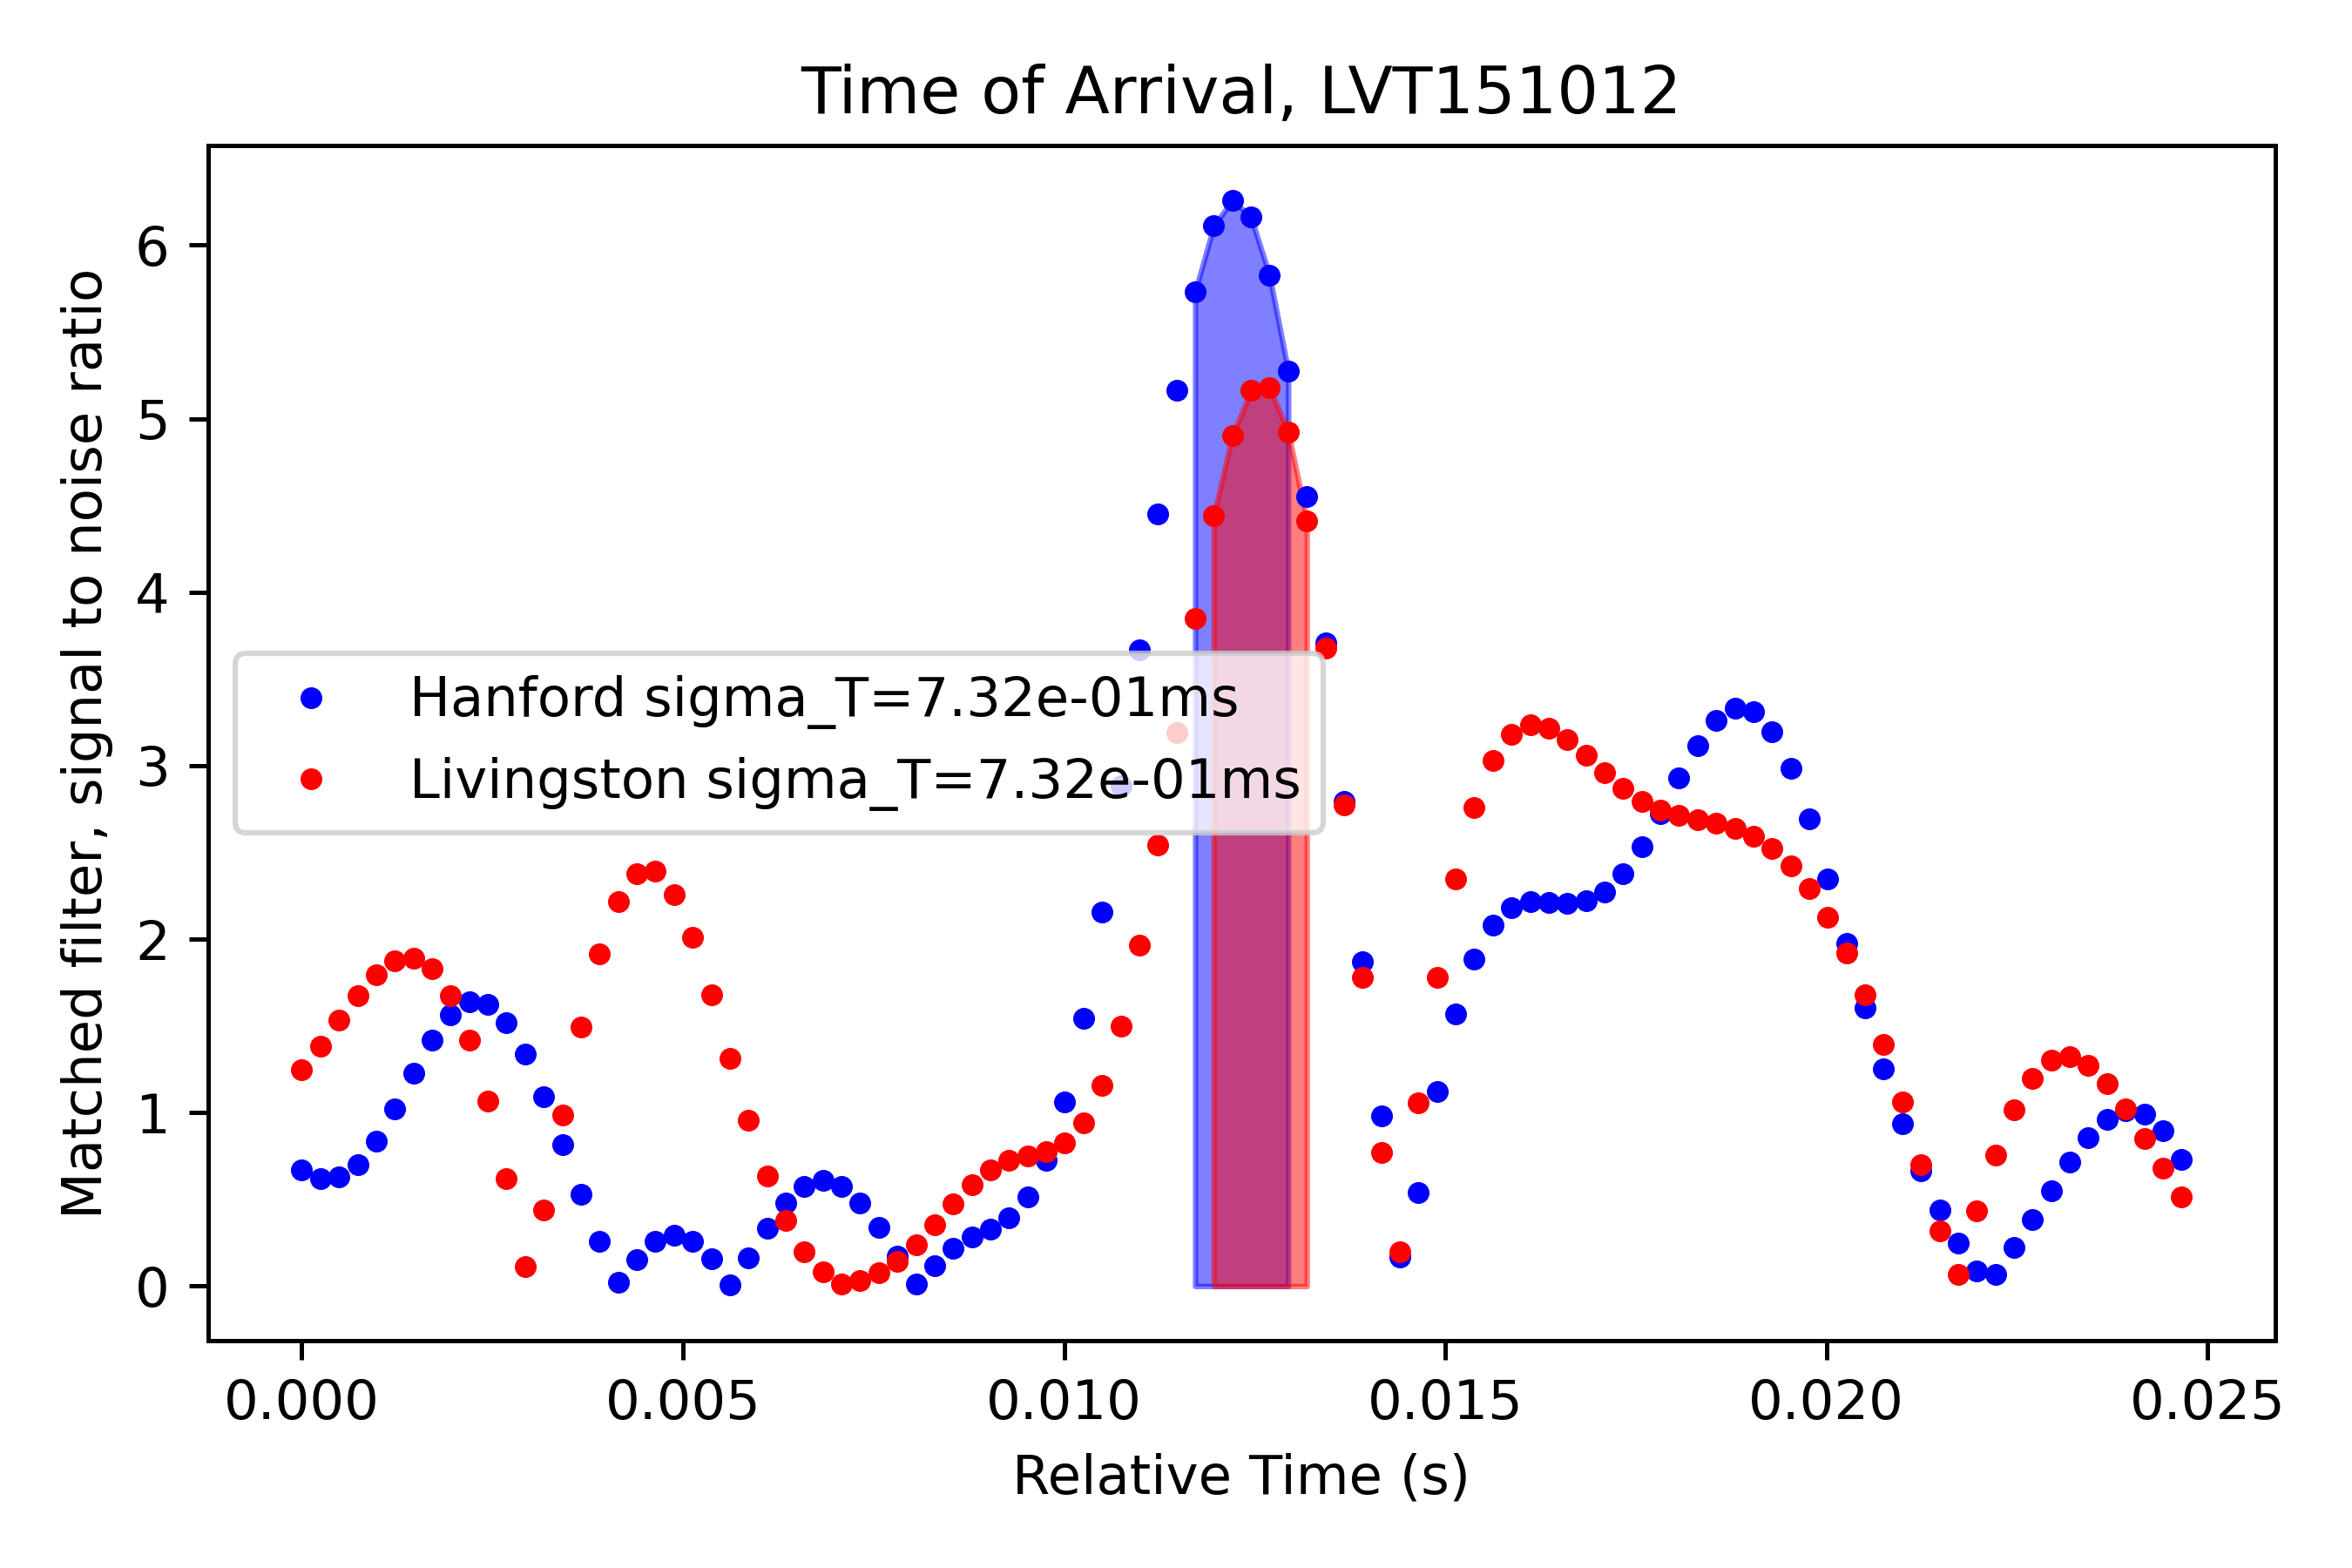 Time of Arrival, LVT151012
Matched filter, signal to noise ratio
6
5
4
3
2
1
0
Hanford sigma_T=7.32e-01ms
Livingston sigma_T=7.32e-01ms
0.000 0.005 0.010 0.015 0.020 0.025
Relative Time (s)